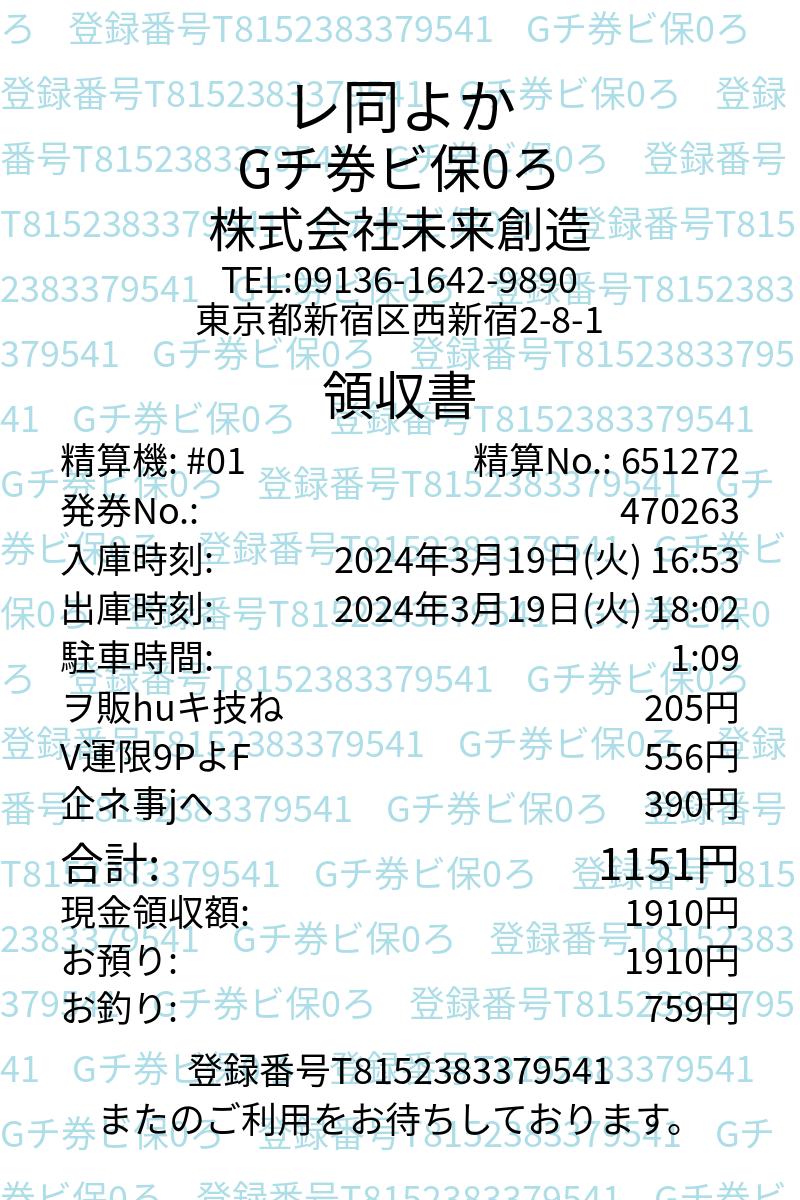 レ同よか
Gチ券ビ保0ろ
株式会社未来創造
TEL:09136-1642-9890
東京都新宿区西新宿2-8-1
領収書
精算機: #01 精算No.: 651272
発券No.: 470263
入庫時刻: 2024年3月19日(火) 16:53
出庫時刻: 2024年3月19日(火) 18:02
駐車時間: 1:09
ヲ販huキ技ね 205円
V運限9PよF 556円
企ネ事jへ 390円
合計: 1151円
現金領収額: 1910円
お預り: 1910円
お釣り: 759円
登録番号T8152383379541
またのご利用をお待ちしております。